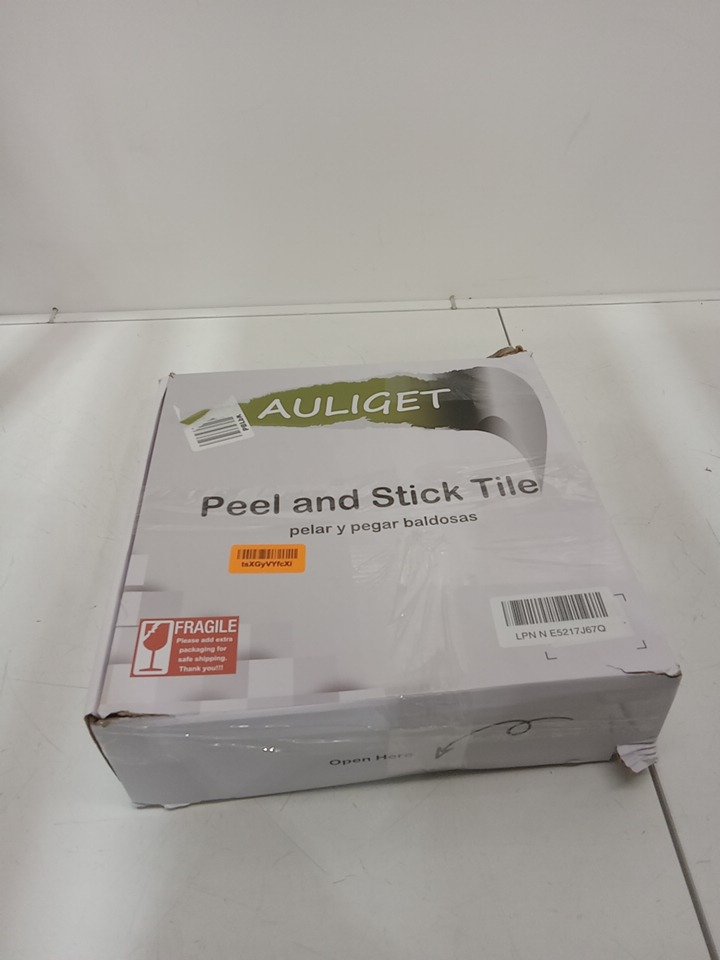 AULIGET
Peel and Stick Tile
pelar y pegar baldosas
tsXGyVYfcXi
LPN N E5217J67Q
FRAGILE
Please add extra
packaging for
safe shipping.
Thank you!!!
Open Here